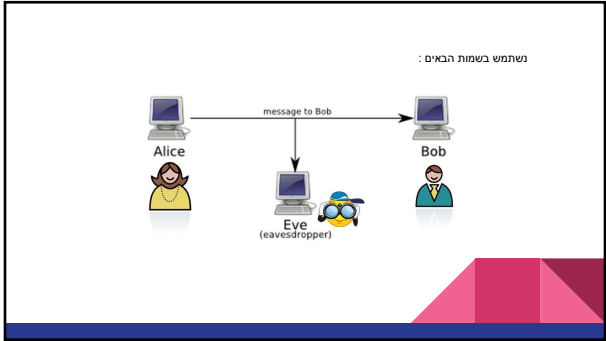 נשתמש בשמות הבאים :
message to Bob
Alice
Bob
Eve
(eavesdropper)